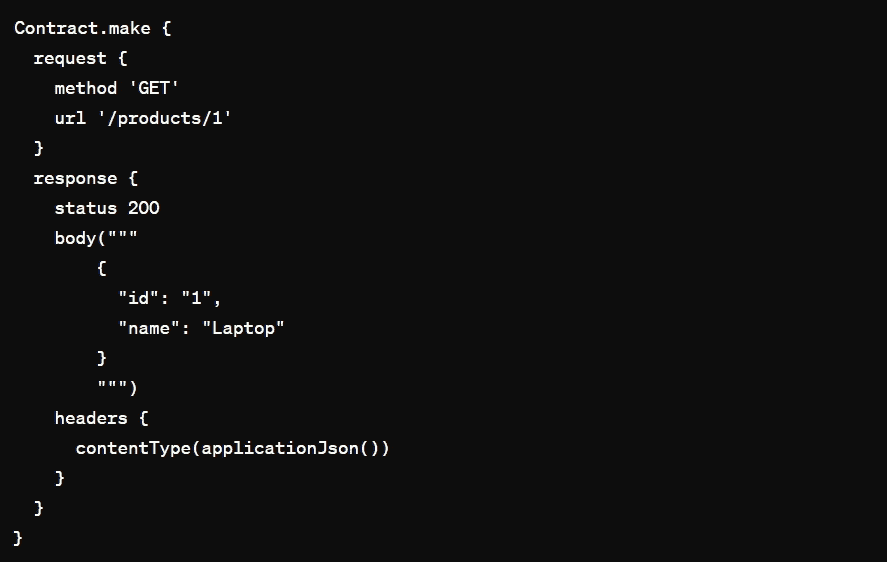 Contract.make {
  request {
    method 'GET'
    url '/products/1'
  }
  response {
    status 200
    body("""
        {
          "id": "1",
          "name": "Laptop"
        }
        """)
    headers {
      contentType(applicationJson())
    }
  }
}